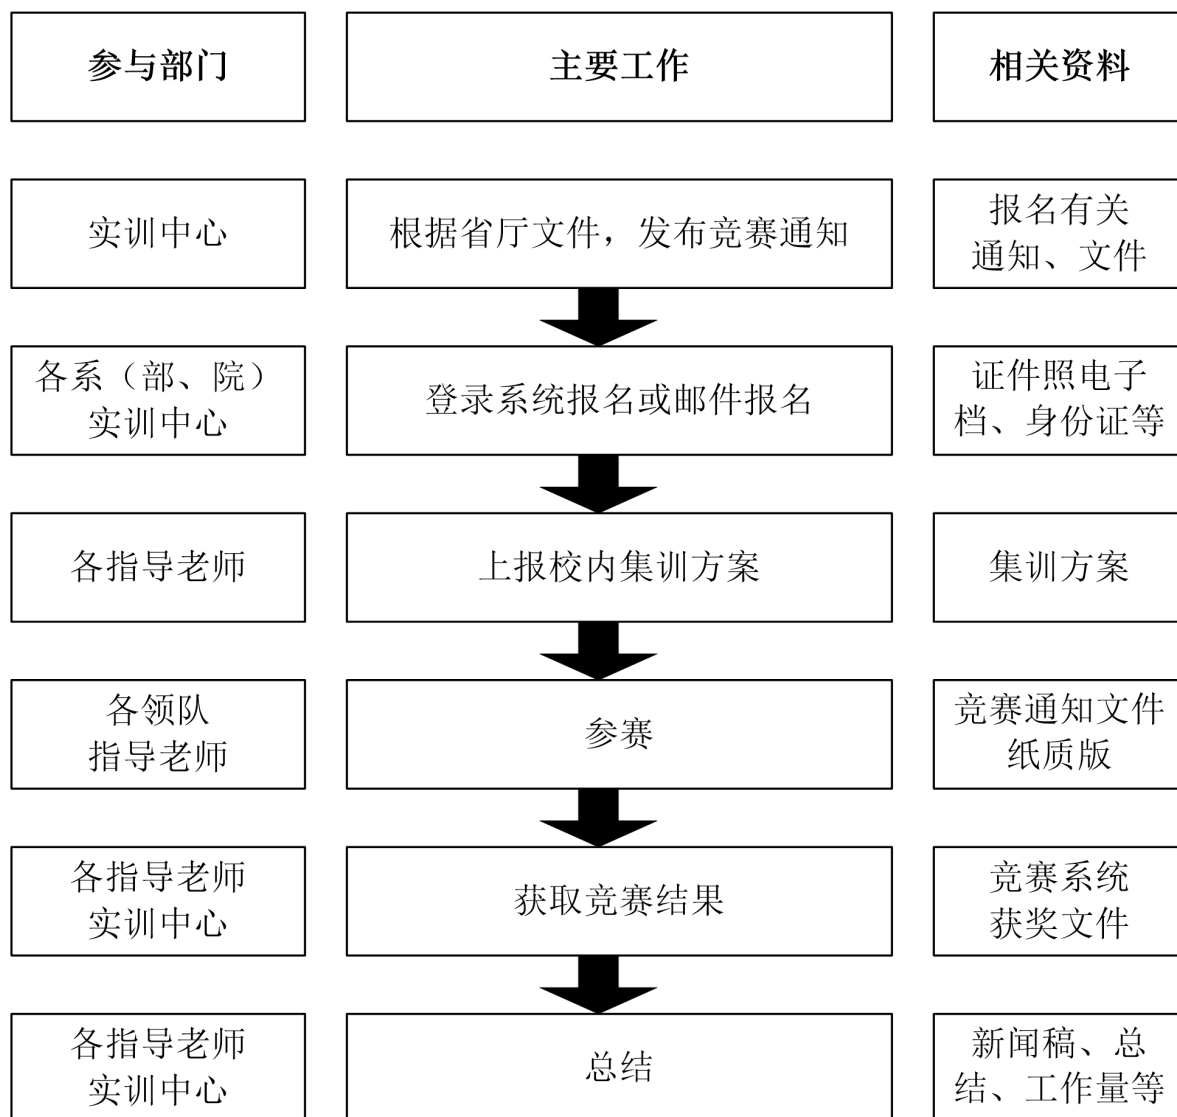 参与部门
主要工作
相关资料
实训中心
根据省厅文件，发布竞赛通知
报名有关
通知、文件
各系（部、院）
实训中心
登录系统报名或邮件报名
证件照电子
档、身份证等
各指导老师
上报校内集训方案
集训方案
各领队
指导老师
参赛
竞赛通知文件
纸质版
各指导老师
实训中心
获取竞赛结果
竞赛系统
获奖文件
各指导老师
实训中心
总结
新闻稿、总
结、工作量等